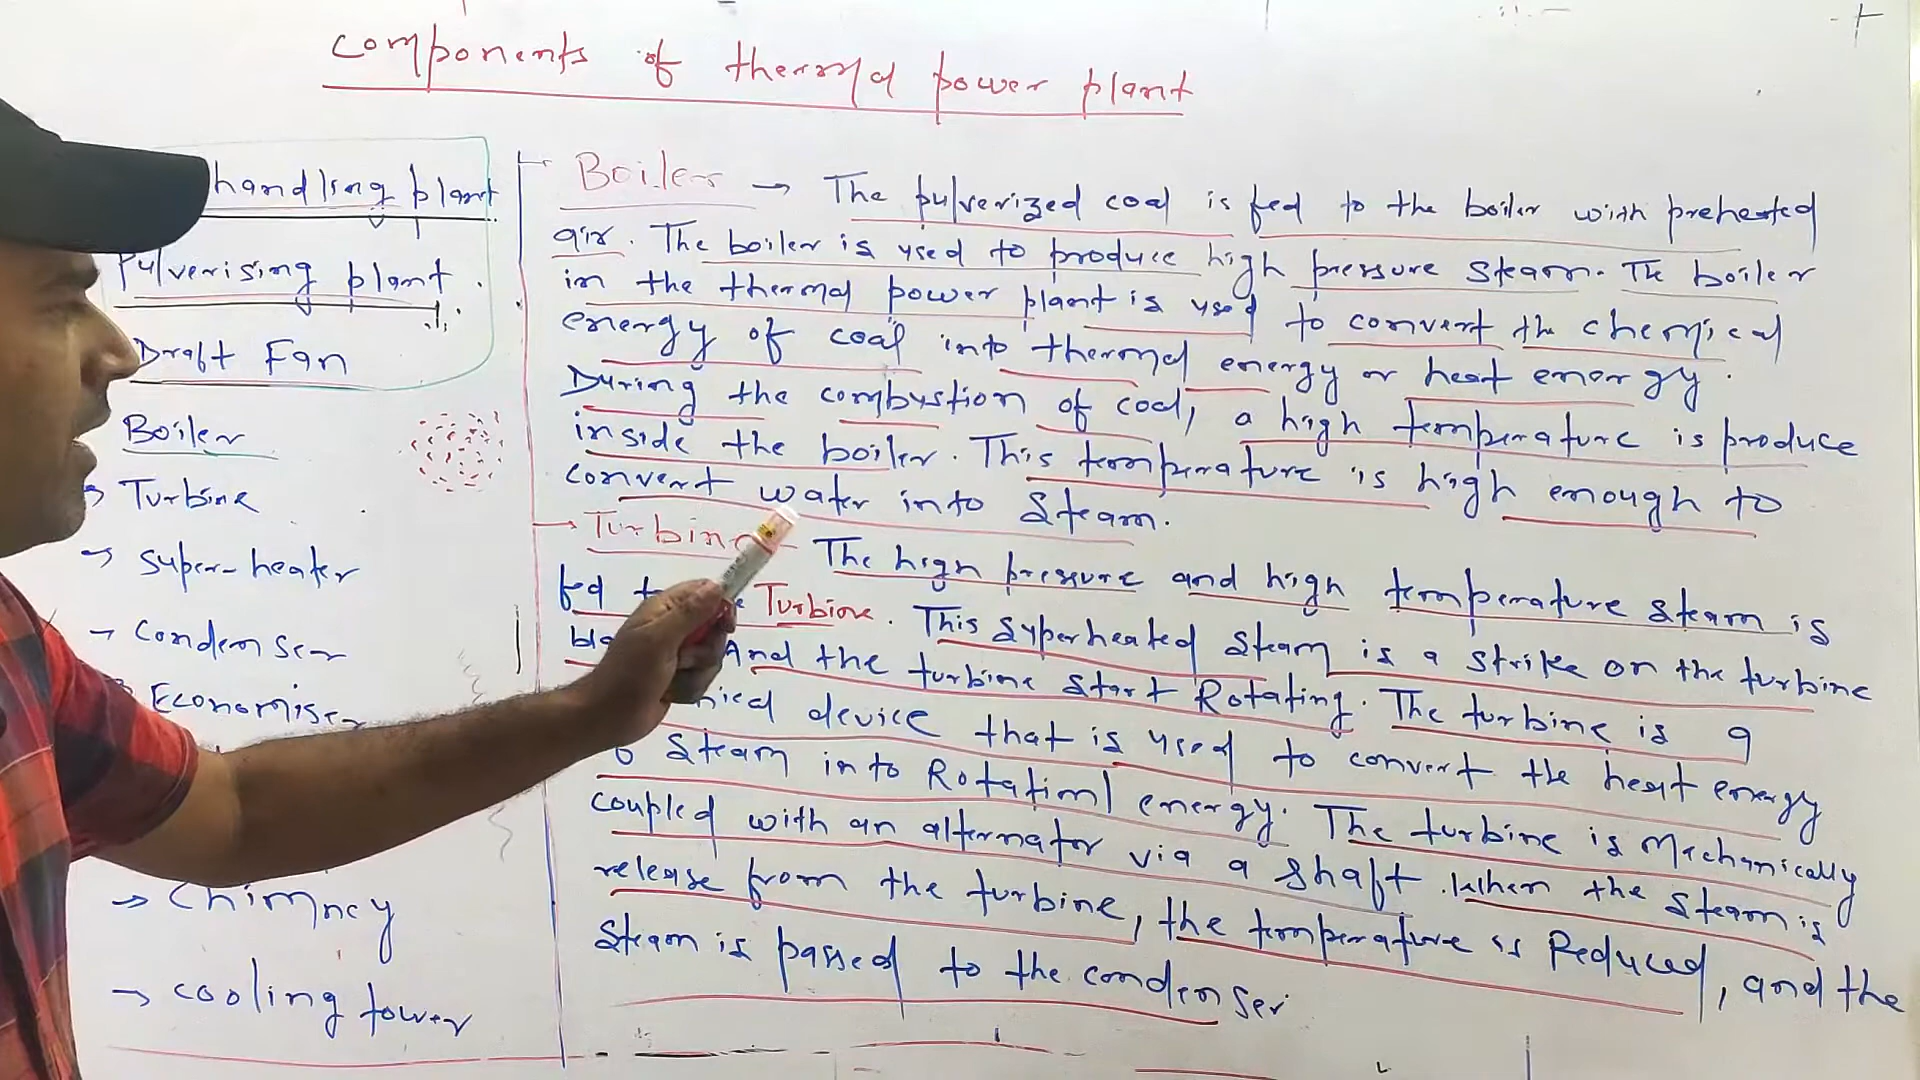 Components of thermal power plant
handling plant
Pulverising plant.
Draft Fan
Boiler
Turbine
→ super-heater
→ condenser
Economiser
→ Chimney
→ cooling tower
Boiler → The pulverized coal is fed to the boiler with preheated
air. The boiler is used to produce high pressure steam. The boiler
in the thermal power plant is used to convert the chemical
energy of coal into thermal energy or heat energy.
During the combustion of coal, a high temperature is produce
inside the boiler. This temperature is high enough to
convert water into steam.
→ Turbine The high pressure and high temperature steam is
fed Turbine. This superheated steam is a strike on the turbine
And the turbine start Rotating. The turbine is a
device that is used to convert the heat energy
steam into Rotational energy. The turbine is Mechanically
coupled with an alternator via a shaft. When the steam is
release from the turbine, the temperature is Reduced, and the
steam is passed to the condenser